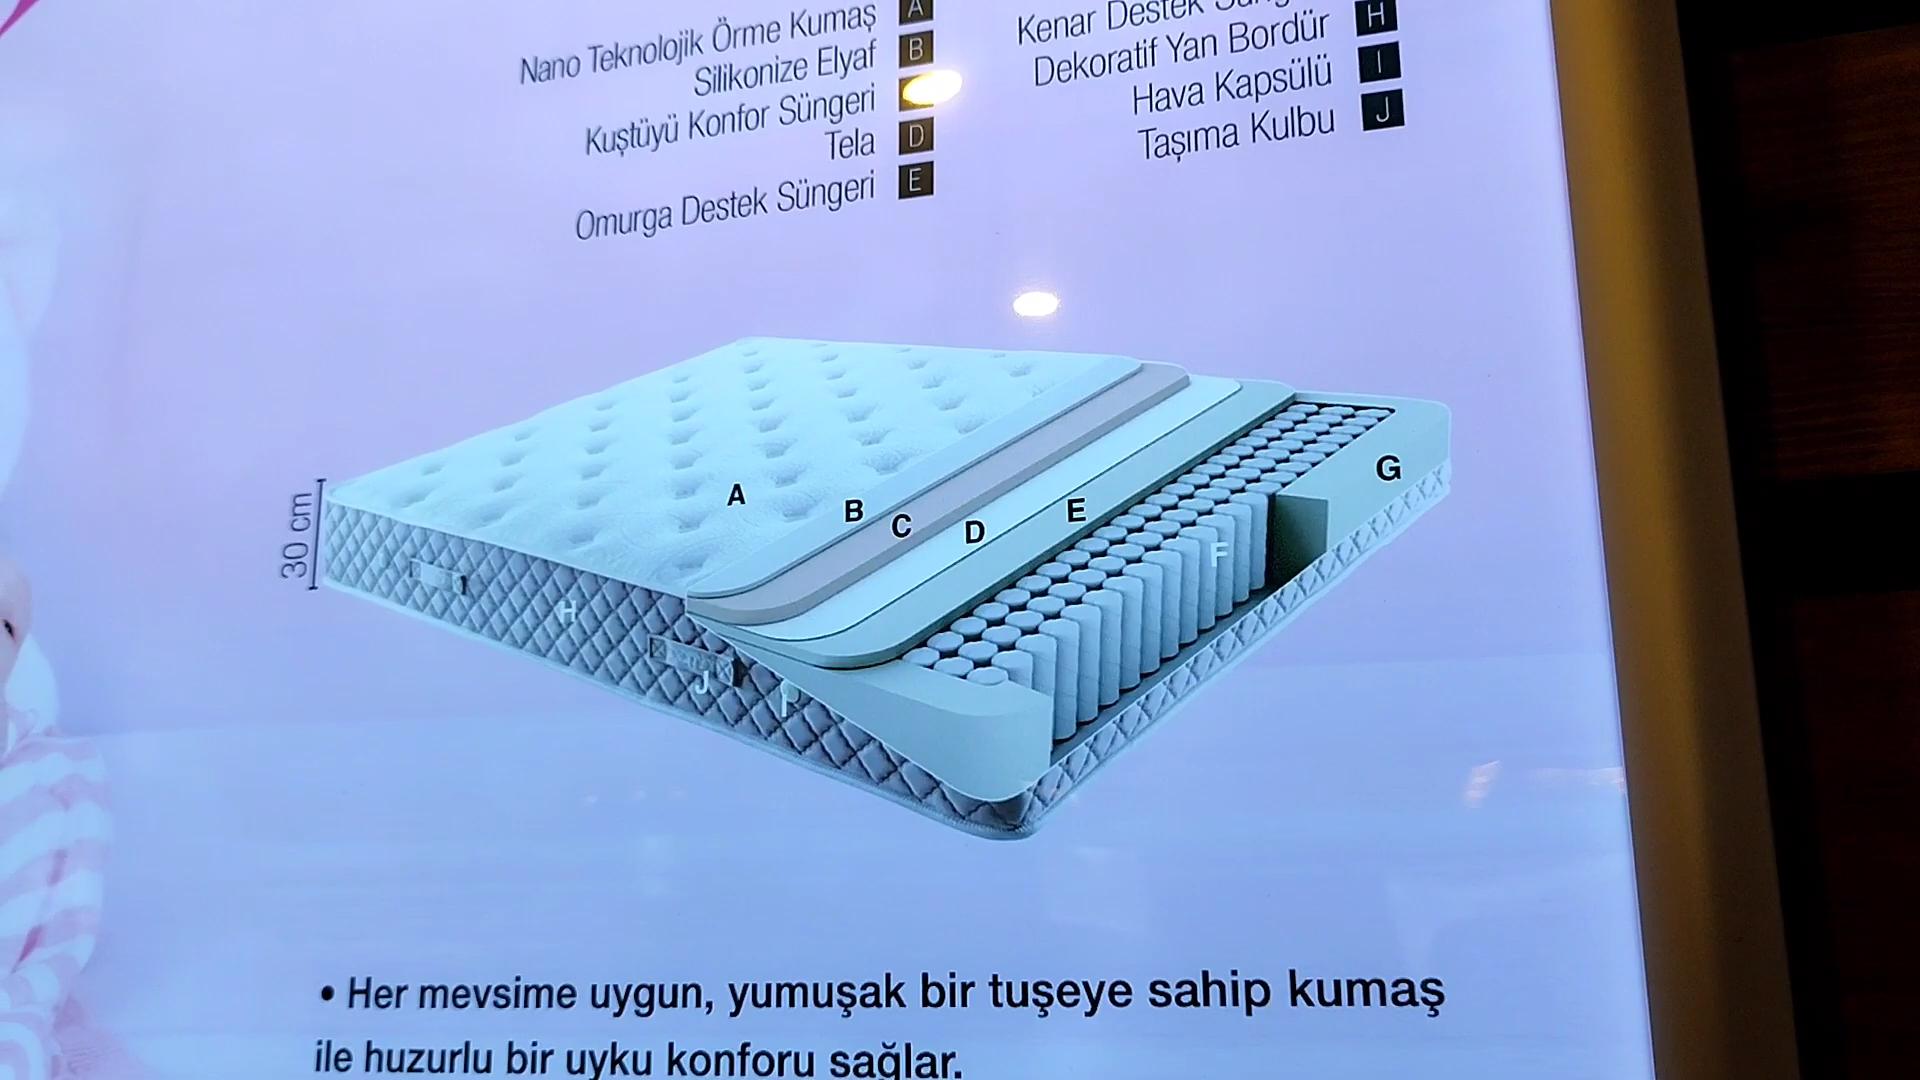 Nano Teknolojik Örme Kumaş A
Silikonize Elyaf B
Kuştüyü Konfor Süngeri
Tela D
Omurga Destek Süngeri E
Kenar Destek
Dekoratif Yan Bordür H
Hava Kapsülü I
Taşıma Kulbu J
30 cm
A
B
C
D
E
F
G
H
J
I
• Her mevsime uygun, yumuşak bir tuşeye sahip kumaş
ile huzurlu bir uyku konforu sağlar.